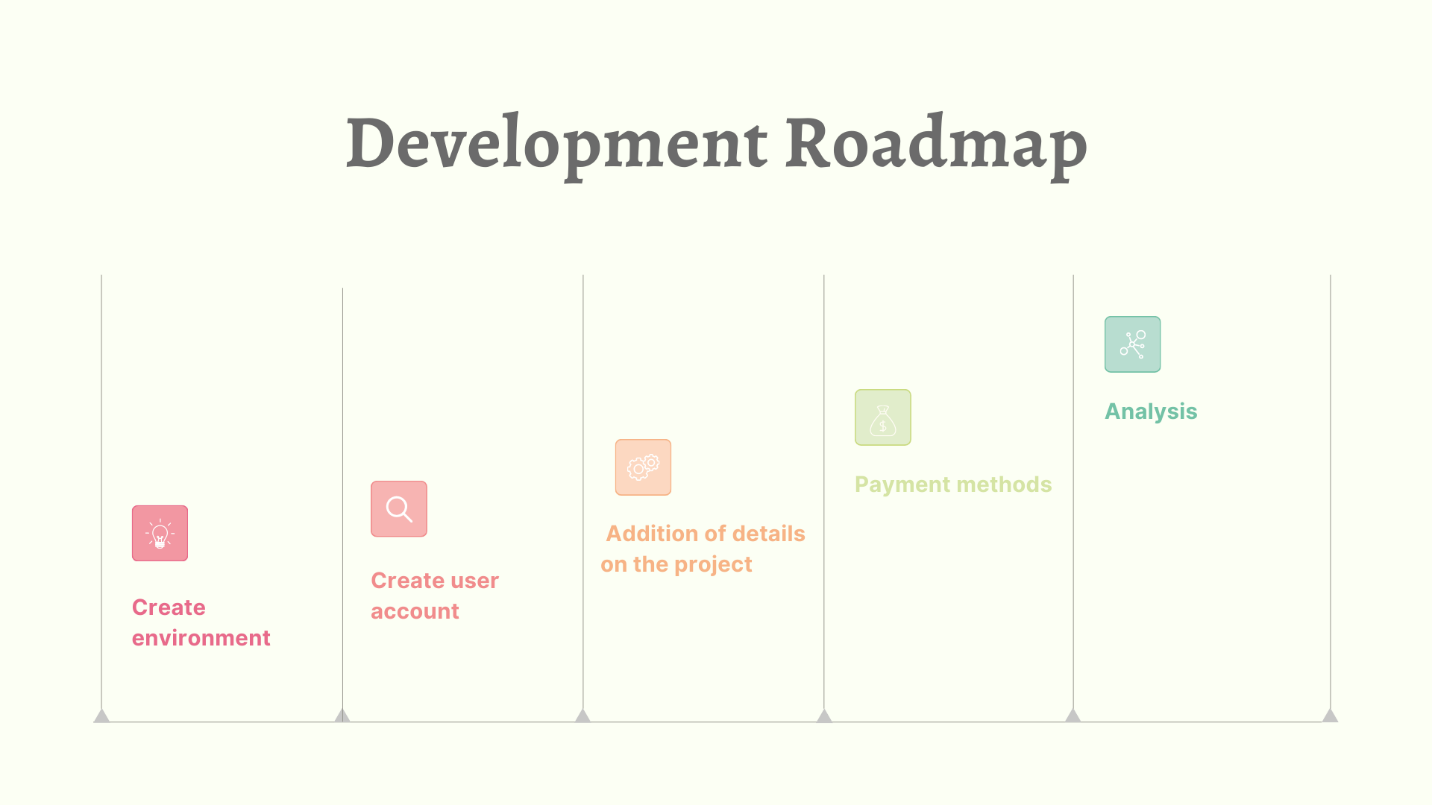 Development Roadmap
Create
environment
Create user
account
Addition of details
on the project
$
Payment methods
Analysis